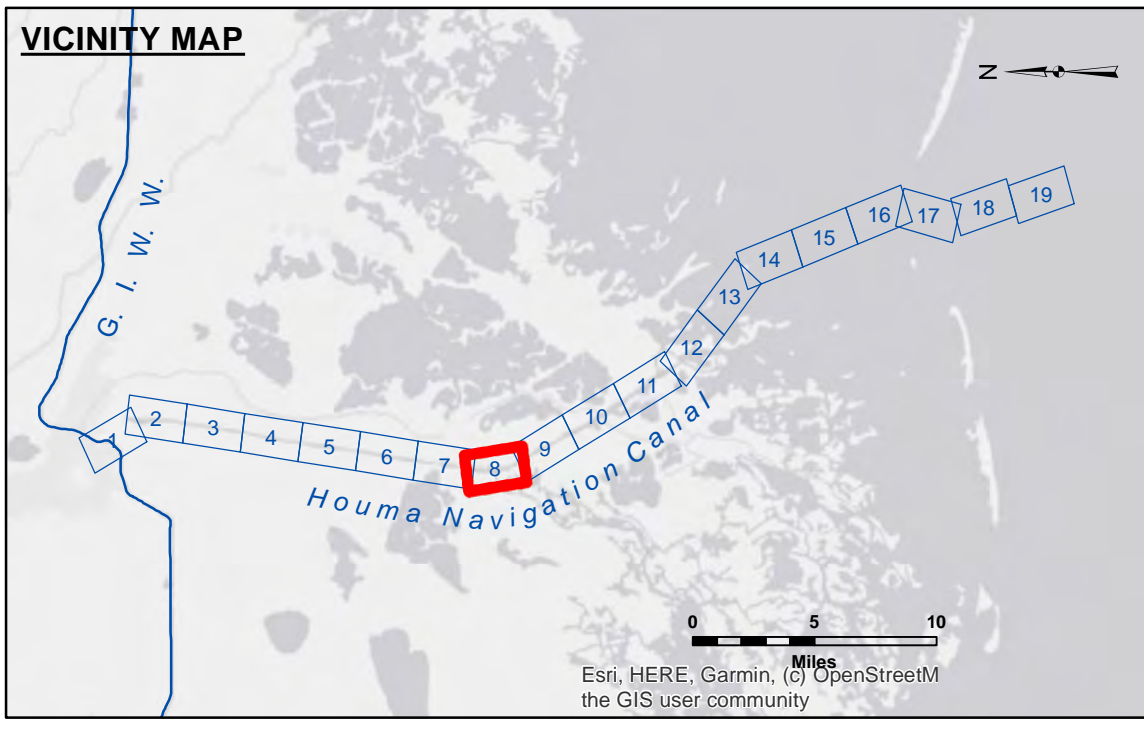 VICINITY MAP
N
G. I. W. W.
1
2
3
4
5
6
7
8
9
10
11
12
13
14
15
16
17
18
19
Houma Navigation Canal
0 5 10
Miles
Esri, HERE, Garmin, (c) OpenStreetM
the GIS user community